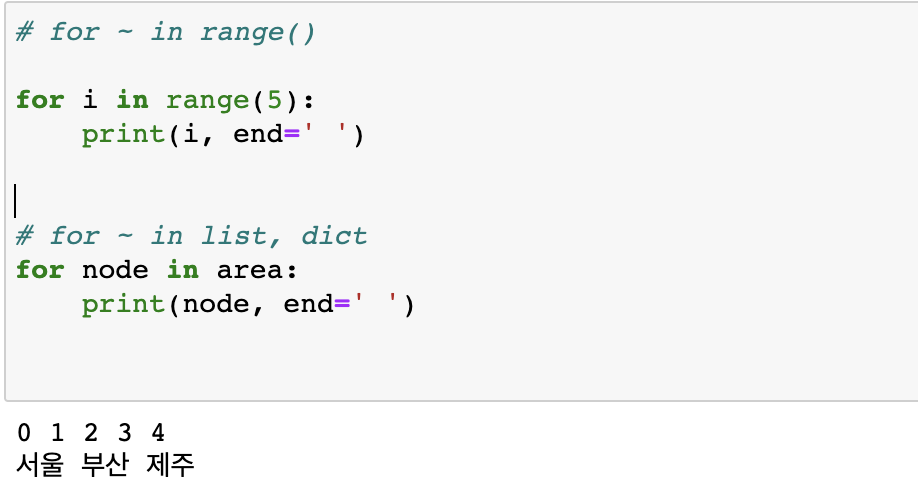 # for ~ in range()
for i in range(5):
    print(i, end=' ')
# for ~ in list, dict
for node in area:
    print(node, end=' ')
0 1 2 3 4
서울 부산 제주